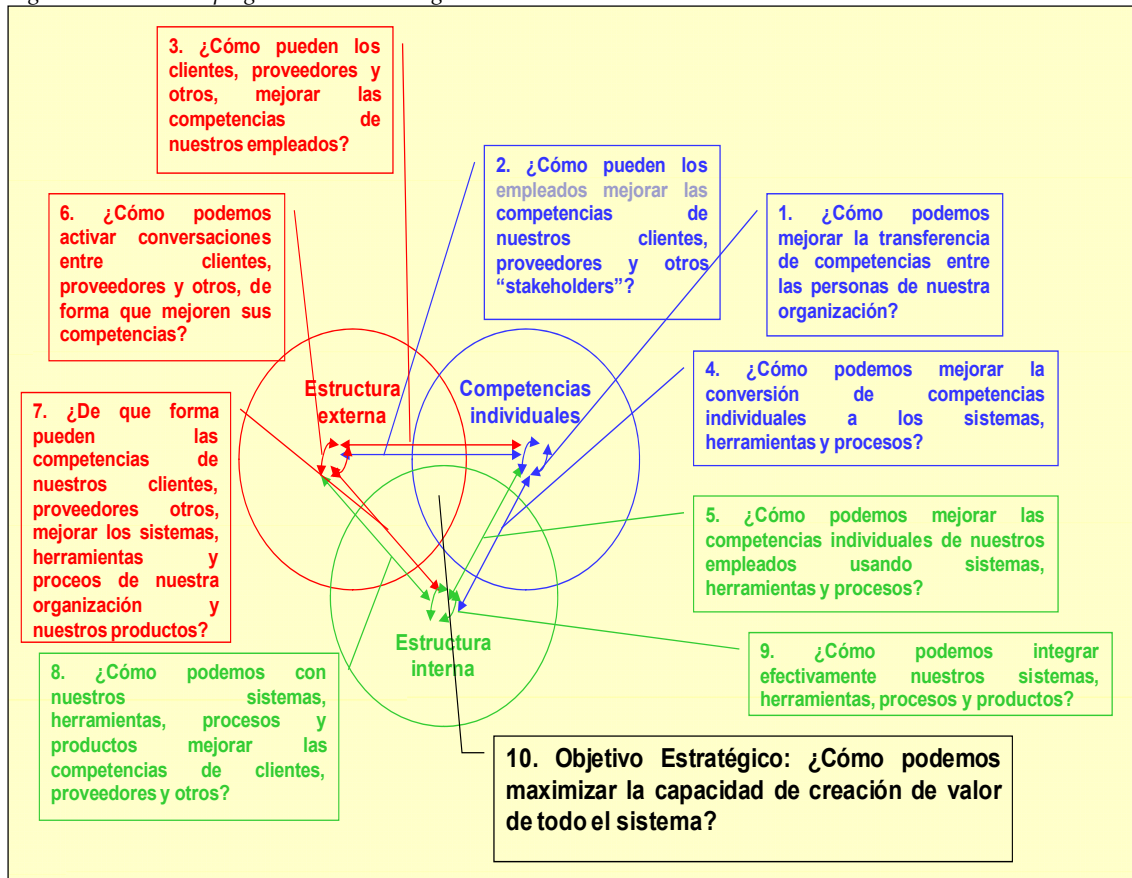 3. ¿Cómo pueden los
clientes, proveedores y
otros, mejorar las
competencias de
nuestros empleados?
2. ¿Cómo pueden los
empleados mejorar las
competencias de
nuestros clientes,
proveedores y otros
“stakeholders”?
1. ¿Cómo podemos
mejorar la transferencia
de competencias entre
las personas de nuestra
organización?
6. ¿Cómo podemos
activar conversaciones
entre clientes,
proveedores y otros, de
forma que mejoren sus
competencias?
Estructura
externa
Competencias
individuales
4. ¿Cómo podemos mejorar la
conversión de competencias
individuales a los sistemas,
herramientas y procesos?
7. ¿De que forma
pueden las
competencias de
nuestros clientes,
proveedores otros,
mejorar los sistemas,
herramientas y
proceos de nuestra
organización y
nuestros productos?
5. ¿Cómo podemos mejorar las
competencias individuales de nuestros
empleados usando sistemas,
herramientas y procesos?
Estructura
interna
8. ¿Cómo podemos con
nuestros sistemas,
herramientas, procesos y
productos mejorar las
competencias de clientes,
proveedores y otros?
9. ¿Cómo podemos integrar
efectivamente nuestros sistemas,
herramientas, procesos y productos?
10. Objetivo Estratégico: ¿Cómo podemos
maximizar la capacidad de creación de valor
de todo el sistema?